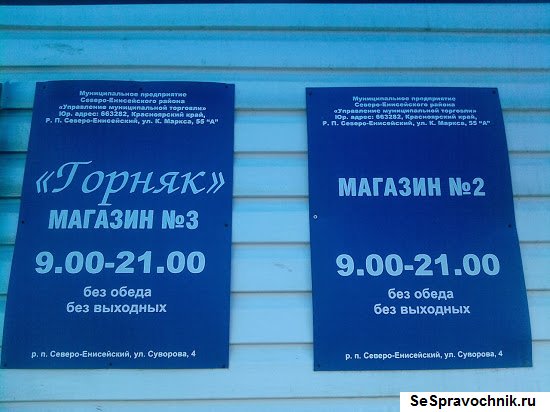 Муниципальное предприятие
Северо-Енисейского района
«Управление муниципальной торговли»
Юр. адрес: 663282, Красноярский край,
Р. П. Северо-Енисейский, ул. К. Маркса, 55 "А"
«Горняк»
МАГАЗИН №3
9.00-21.00
без обеда
без выходных
р. п. Северо-Енисейский, ул. Суворова, 4
Муниципальное предприятие
Северо-Енисейского района
«Управление муниципальной торговли»
Юр. адрес: 663282, Красноярский край,
Р. П. Северо-Енисейский, ул. К. Маркса, 55 "А"
МАГАЗИН №2
9.00-21.00
без обеда
без выходных
р. п. Северо-Енисейский, ул. Суворова, 4
SeSpravochnik.ru